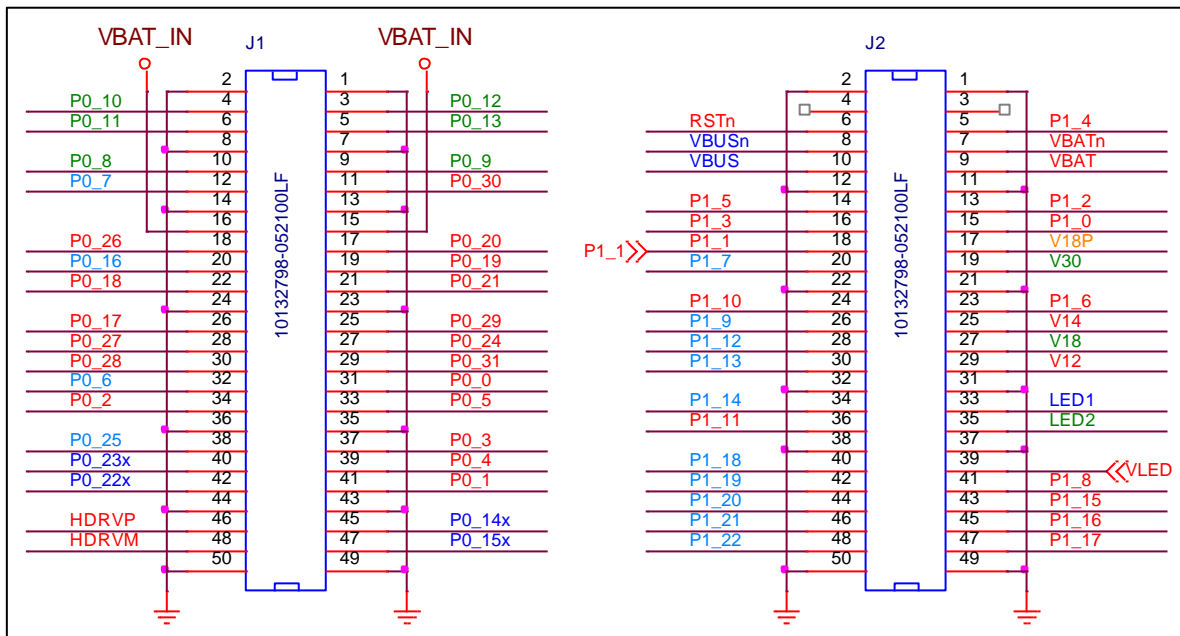 VBAT_IN J1 VBAT_IN
2 1
P0_10 4 3 P0_12
P0_11 6 5 P0_13
8 7
P0_8 10 9 P0_9
P0_7 12 11 P0_30
14 13
16 15
P0_26 18 17 P0_20
P0_16 20 19 P0_19
P0_18 22 21 P0_21
24 23
P0_17 26 25 P0_29
P0_27 28 27 P0_24
P0_28 30 29 P0_31
P0_6 32 31 P0_0
P0_2 34 33 P0_5
36 35
P0_25 38 37 P0_3
P0_23x 40 39 P0_4
P0_22x 42 41 P0_1
44 43
HDRVP 46 45 P0_14x
HDRVM 48 47 P0_15x
50 49
10132798-052100LF
J2
2 1
4 3
RSTn 6 5 P1_4
VBUSn 8 7 VBATn
VBUS 10 9 VBAT
12 11
P1_5 14 13 P1_2
P1_3 16 15 P1_0
P1_1 P1_1 18 17 V18P
P1_7 20 19 V30
22 21
P1_10 24 23 P1_6
P1_9 26 25 V14
P1_12 28 27 V18
P1_13 30 29 V12
32 31
P1_14 34 33 LED1
P1_11 36 35 LED2
38 37
P1_18 40 39 VLED
P1_19 42 41 P1_8
P1_20 44 43 P1_15
P1_21 46 45 P1_16
P1_22 48 47 P1_17
50 49
10132798-052100LF